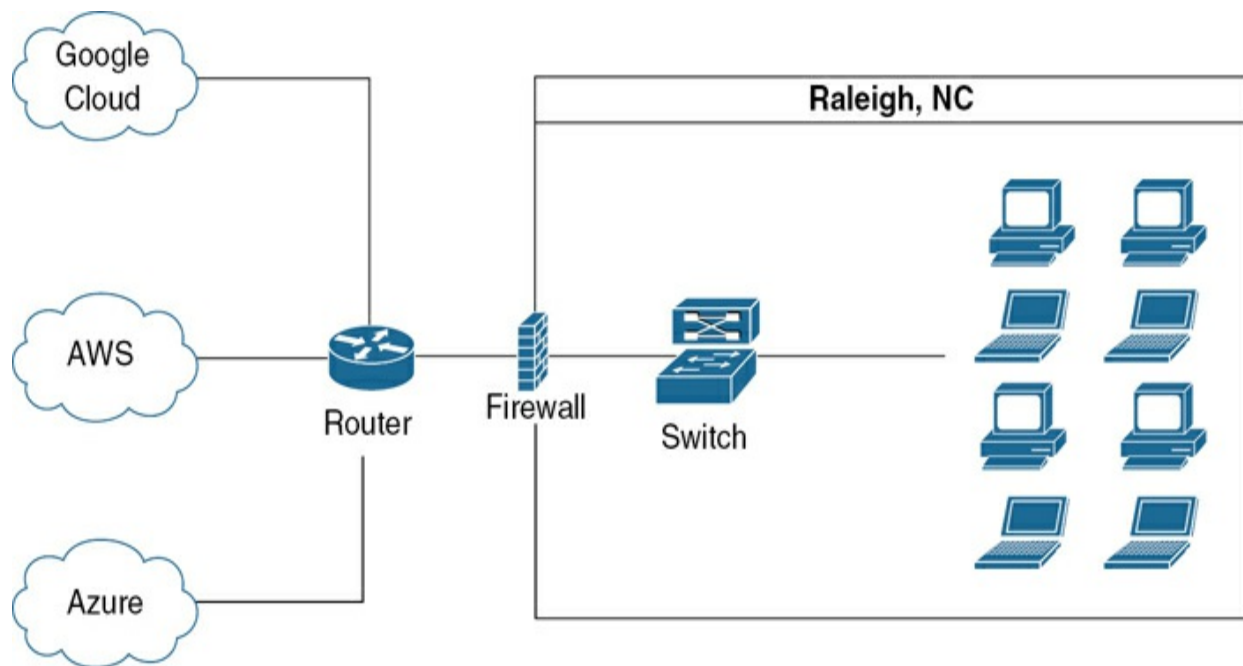 Google
Cloud
Raleigh, NC
AWS
Router
Firewall
Switch
Azure